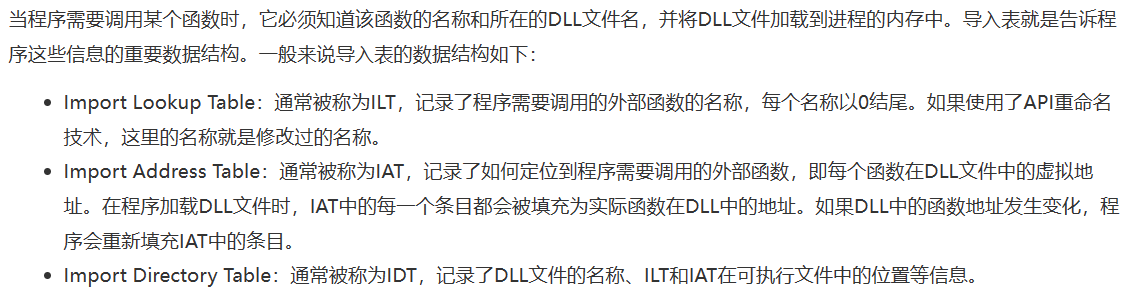 当程序需要调用某个函数时，它必须知道该函数的名称和所在的DLL文件名，并将DLL文件加载到进程的内存中。导入表就是告诉程
序这些信息的重要数据结构。一般来说导入表的数据结构如下：
• Import Lookup Table：通常被称为ILT，记录了程序需要调用的外部函数的名称，每个名称以0结尾。如果使用了API重命名
技术，这里的名称就是修改过的名称。
• Import Address Table：通常被称为IAT，记录了如何定位到程序需要调用的外部函数，即每个函数在DLL文件中的虚拟地
址。在程序加载DLL文件时，IAT中的每一个条目都会被填充为实际函数在DLL中的地址。如果DLL中的函数地址发生变化，程
序会重新填充IAT中的条目。
• Import Directory Table：通常被称为IDT，记录了DLL文件的名称、ILT和IAT在可执行文件中的位置等信息。